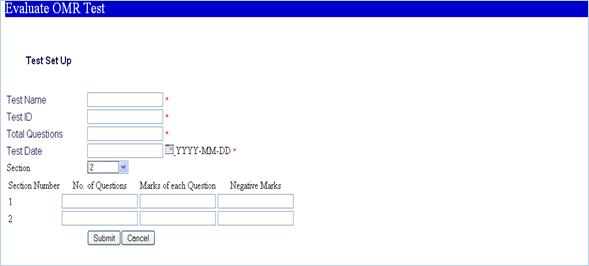 Evaluate OMR Test
Test Set Up
Test Name *
Test ID *
Total Questions *
Test Date YYYY-MM-DD *
Section 2
Section Number No. of Questions Marks of each Question Negative Marks
1
2
Submit Cancel